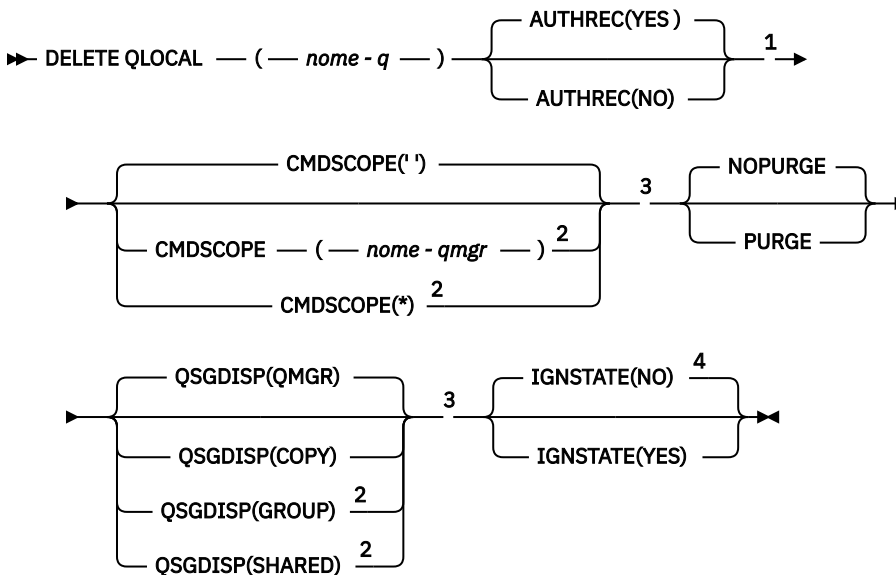 AUTHREC(YES )
DELETE QLOCAL ( nome - q ) 1
AUTHREC(NO)
CMDSCOPE(' ') NOPURGE
3
CMDSCOPE ( nome - qmgr ) 2 PURGE
CMDSCOPE(*) 2
QSGDISP(QMGR) IGNSTATE(NO) 4
3
QSGDISP(COPY) IGNSTATE(YES)
QSGDISP(GROUP) 2
QSGDISP(SHARED) 2